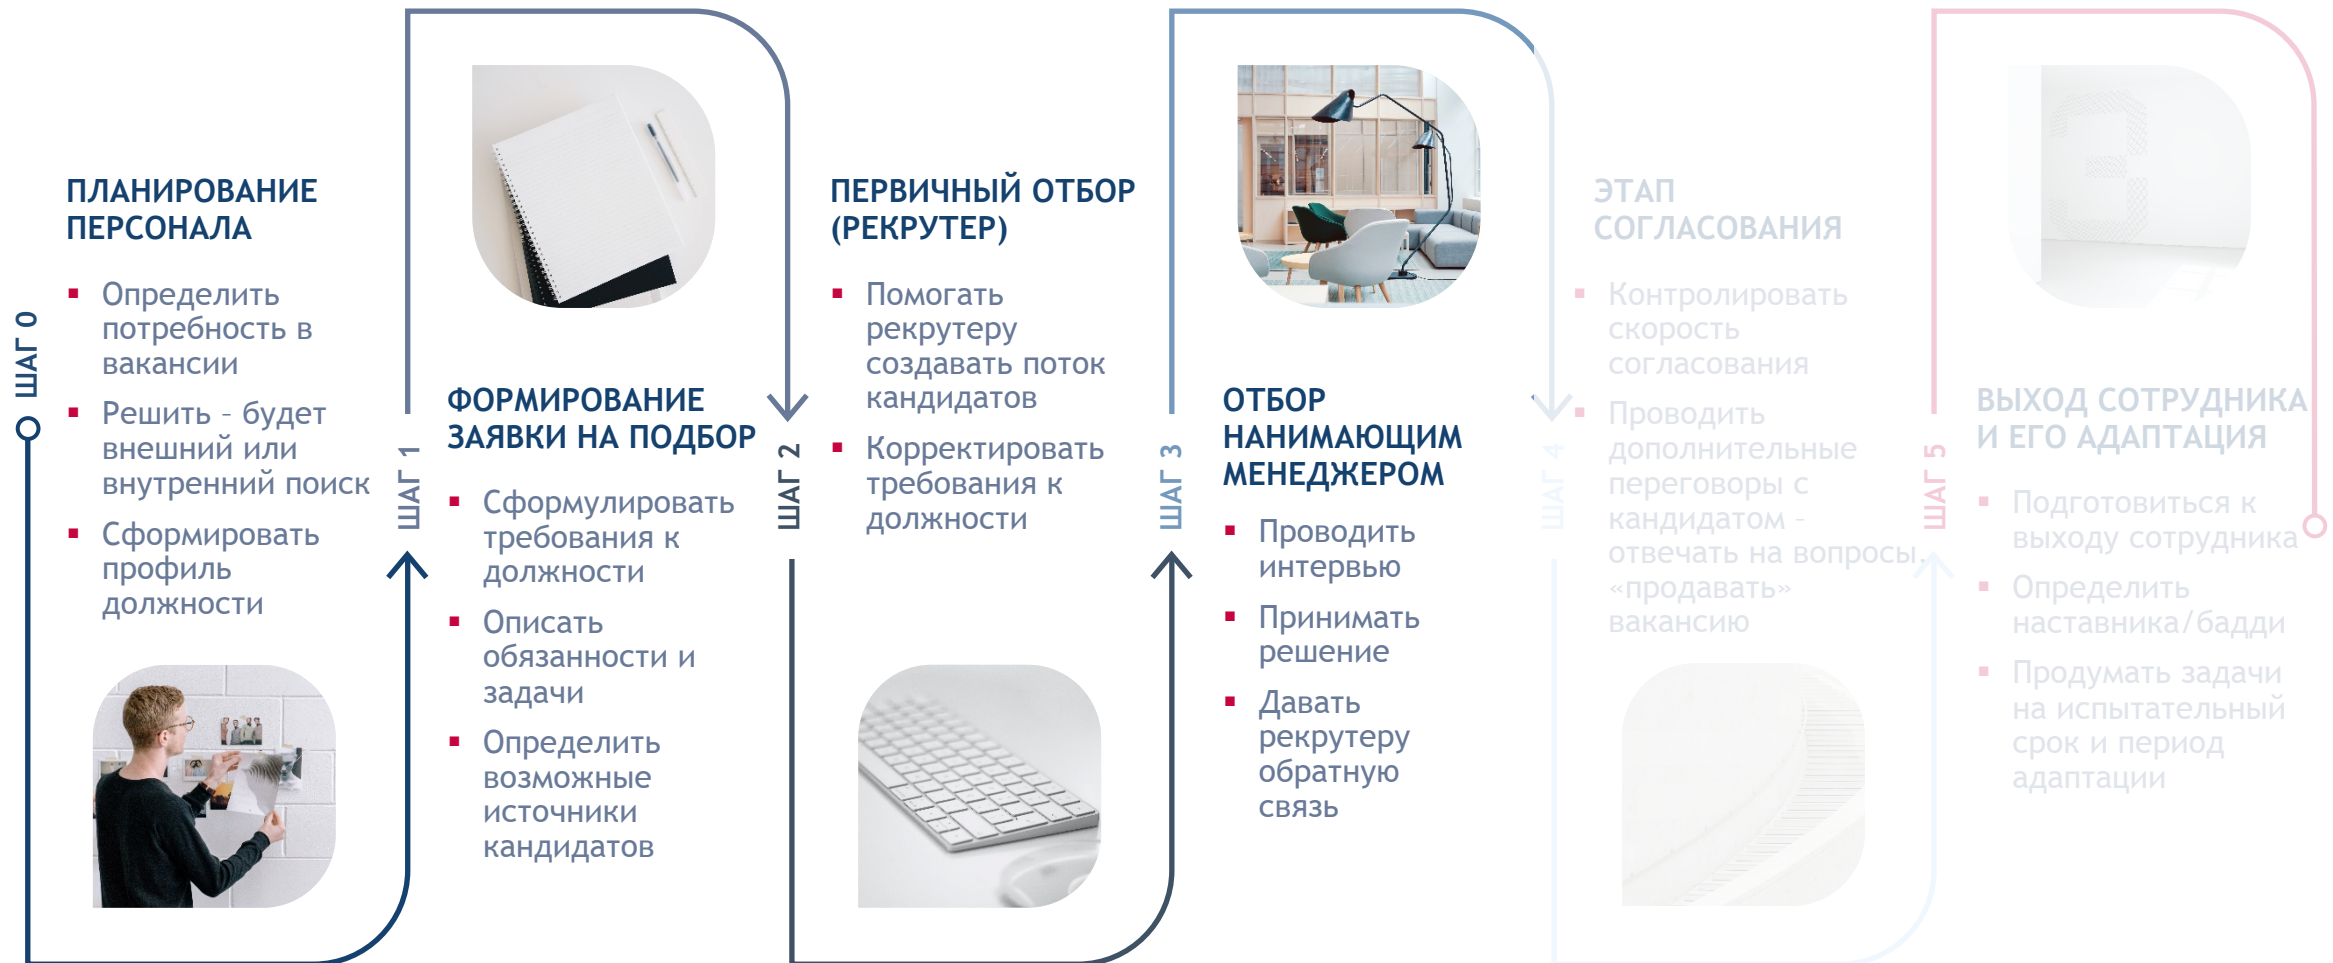 ШАГ 0
ПЛАНИРОВАНИЕ
ПЕРСОНАЛА
▪ Определить
потребность в
вакансии
▪ Решить – будет
внешний или
внутренний поиск
▪ Сформировать
профиль
должности
ШАГ 1
ФОРМИРОВАНИЕ
ЗАЯВКИ НА ПОДБОР
▪ Сформулировать
требования к
должности
▪ Описать
обязанности и
задачи
▪ Определить
возможные
источники
кандидатов
ШАГ 2
ПЕРВИЧНЫЙ ОТБОР
(РЕКРУТЕР)
▪ Помогать
рекрутеру
создавать поток
кандидатов
▪ Корректировать
требования к
должности
ШАГ 3
ОТБОР
НАНИМАЮЩИМ
МЕНЕДЖЕРОМ
▪ Проводить
интервью
▪ Принимать
решение
▪ Давать
рекрутеру
обратную
связь
ШАГ 4
ЭТАП
СОГЛАСОВАНИЯ
▪ Контролировать
скорость
согласования
▪ Проводить
дополнительные
переговоры с
кандидатом –
отвечать на вопросы,
«продавать»
вакансию
ШАГ 5
ВЫХОД СОТРУДНИКА
И ЕГО АДАПТАЦИЯ
▪ Подготовиться к
выходу сотрудника
▪ Определить
наставника/бадди
▪ Продумать задачи
на испытательный
срок и период
адаптации